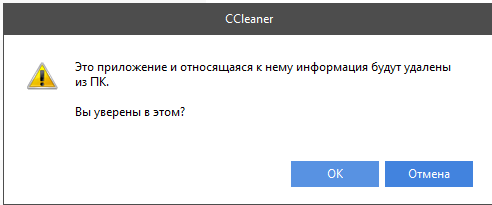 CCleaner
Это приложение и относящаяся к нему информация будут удалены
из ПК.
Вы уверены в этом?
OK
Отмена